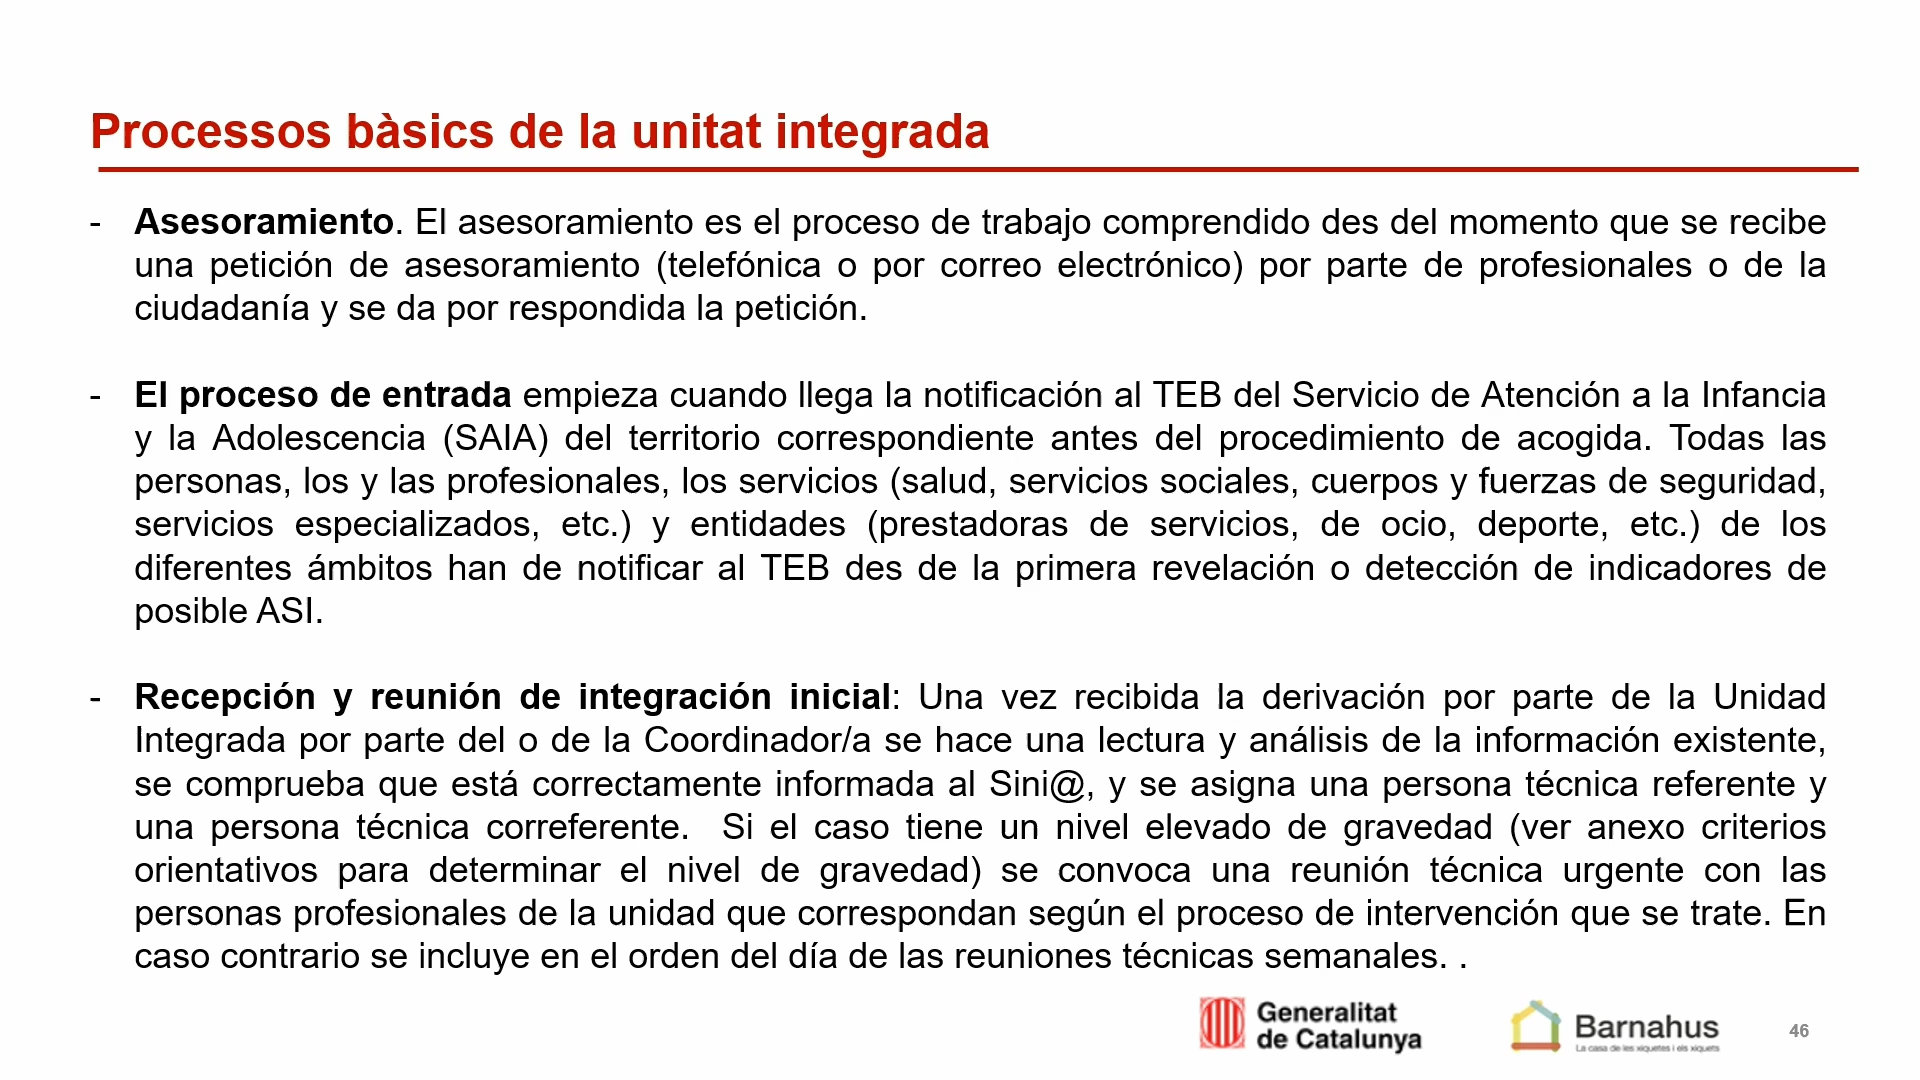 Processos bàsics de la unitat integrada
- Asesoramiento. El asesoramiento es el proceso de trabajo comprendido des del momento que se recibe
una petición de asesoramiento (telefónica o por correo electrónico) por parte de profesionales o de la
ciudadanía y se da por respondida la petición.
- El proceso de entrada empieza cuando llega la notificación al TEB del Servicio de Atención a la Infancia
y la Adolescencia (SAIA) del territorio correspondiente antes del procedimiento de acogida. Todas las
personas, los y las profesionales, los servicios (salud, servicios sociales, cuerpos y fuerzas de seguridad,
servicios especializados, etc.) y entidades (prestadoras de servicios, de ocio, deporte, etc.) de los
diferentes ámbitos han de notificar al TEB des de la primera revelación o detección de indicadores de
posible ASI.
- Recepción y reunión de integración inicial: Una vez recibida la derivación por parte de la Unidad
Integrada por parte del o de la Coordinador/a se hace una lectura y análisis de la información existente,
se comprueba que está correctamente informada al Sini@, y se asigna una persona técnica referente y
una persona técnica correferente.  Si el caso tiene un nivel elevado de gravedad (ver anexo criterios
orientativos para determinar el nivel de gravedad) se convoca una reunión técnica urgente con las
personas profesionales de la unidad que correspondan según el proceso de intervención que se trate. En
caso contrario se incluye en el orden del día de las reuniones técnicas semanales. .
Generalitat
de Catalunya
Barnahus
La casa de les xiquetes i els xiquets
46